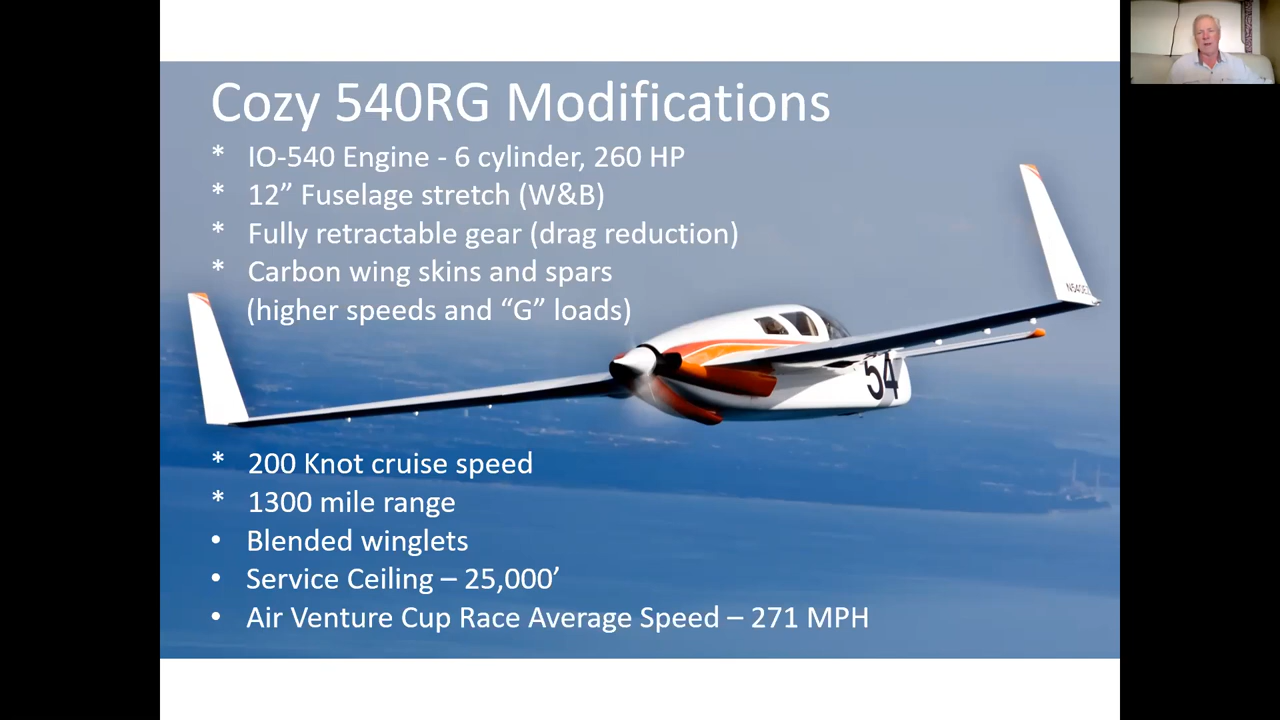 Cozy 540RG Modifications
* IO-540 Engine - 6 cylinder, 260 HP
* 12” Fuselage stretch (W&B)
* Fully retractable gear (drag reduction)
* Carbon wing skins and spars
(higher speeds and “G” loads)
54
* 200 Knot cruise speed
* 1300 mile range
• Blended winglets
• Service Ceiling – 25,000’
• Air Venture Cup Race Average Speed – 271 MPH